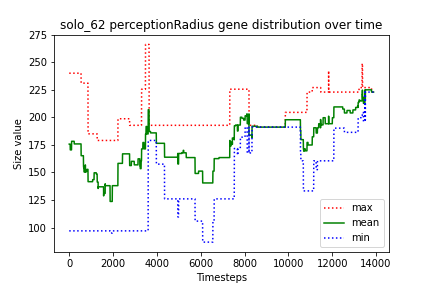 solo_62 perceptionRadius gene distribution over time
Size value
275
250
225
200
175
150
125
100
0 2000 4000 6000 8000 10000 12000 14000
Timesteps
max
mean
min